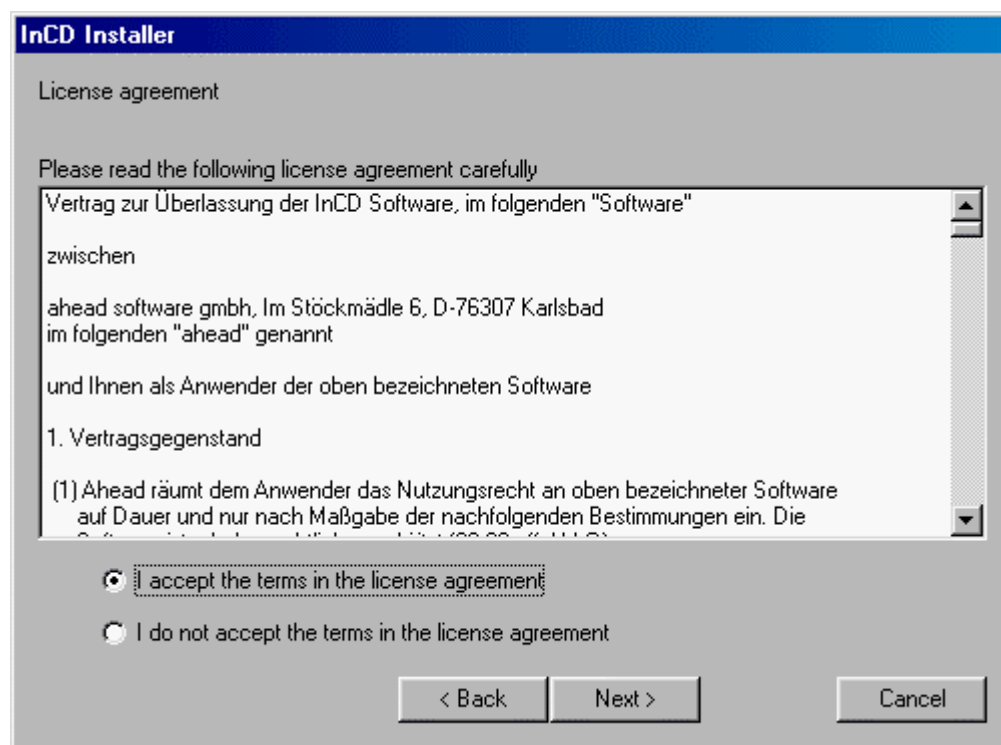 InCD Installer
License agreement
Please read the following license agreement carefully
Vertrag zur Überlassung der InCD Software, im folgenden "Software"
zwischen
ahead software gmbh, Im Stöckmädle 6, D-76307 Karlsbad
im folgenden "ahead" genannt
und Ihnen als Anwender der oben bezeichneten Software
1. Vertragsgegenstand
(1) Ahead räumt dem Anwender das Nutzungsrecht an oben bezeichneter Software
auf Dauer und nur nach Maßgabe der nachfolgenden Bestimmungen ein. Die
I accept the terms in the license agreement
I do not accept the terms in the license agreement
< Back Next > Cancel